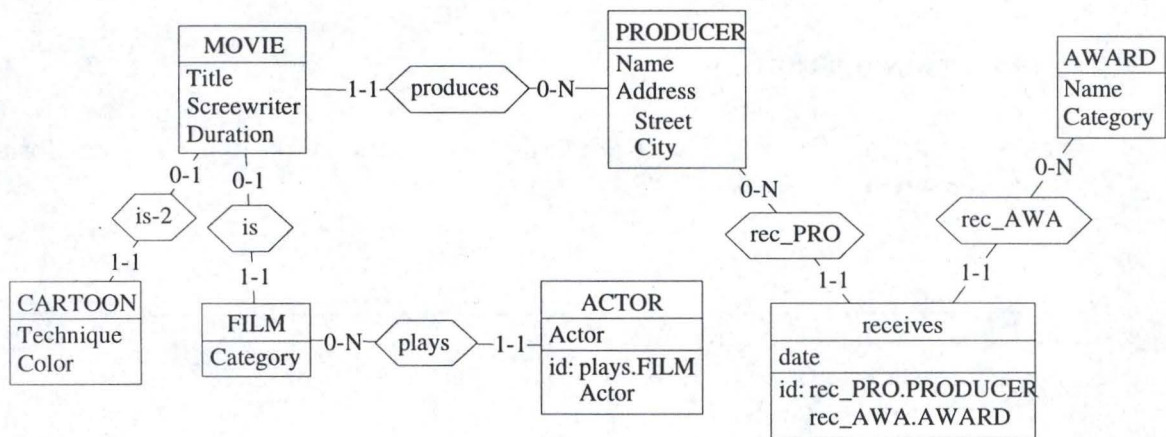 MOVIE
Title
Screewriter
Duration
1-1
produces
0-N
PRODUCER
Name
Address
Street
City
AWARD
Name
Category
0-1
0-1
0-N
0-N
is-2
is
rec_PRO
rec_AWA
1-1
1-1
1-1
1-1
CARTOON
Technique
Color
FILM
Category
0-N
plays
1-1
ACTOR
Actor
id: plays.FILM
Actor
receives
date
id: rec_PRO.PRODUCER
rec_AWA.AWARD